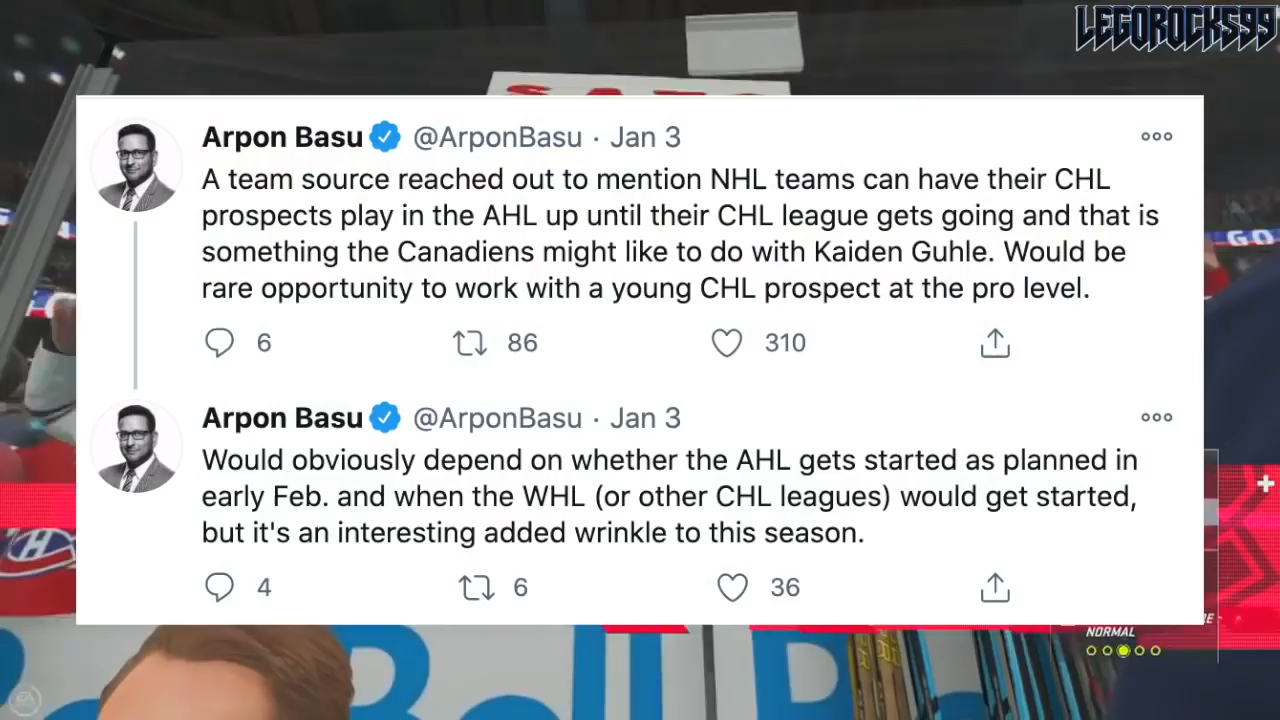 LEGOROCKS99
Arpon Basu @ArponBasu · Jan 3
A team source reached out to mention NHL teams can have their CHL
prospects play in the AHL up until their CHL league gets going and that is
something the Canadiens might like to do with Kaiden Guhle. Would be
rare opportunity to work with a young CHL prospect at the pro level.
6 86 310
GO
Arpon Basu @ArponBasu · Jan 3
Would obviously depend on whether the AHL gets started as planned in
early Feb. and when the WHL (or other CHL leagues) would get started,
but it's an interesting added wrinkle to this season.
4 6 36
NORMAL
Bell
EA